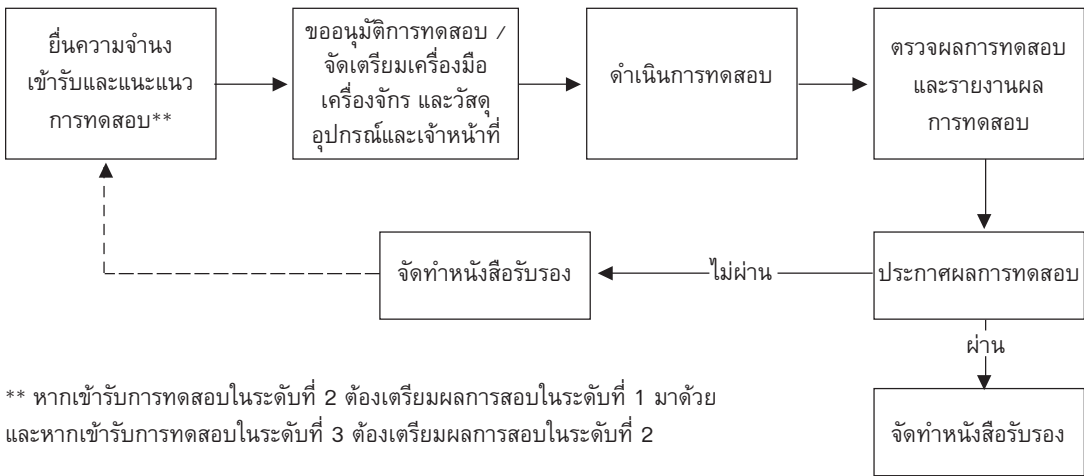 ยื่นความจำนง
เข้ารับและแนะแนว
การทดสอบ**
ขออนุมัติการทดสอบ /
จัดเตรียมเครื่องมือ
เครื่องจักร และวัสดุ
อุปกรณ์และเจ้าหน้าที่
ดำเนินการทดสอบ
ตรวจผลการทดสอบ
และรายงานผล
การทดสอบ
จัดทำหนังสือรับรอง
ไม่ผ่าน
ประกาศผลการทดสอบ
ผ่าน
** หากเข้ารับการทดสอบในระดับที่ 2 ต้องเตรียมผลการสอบในระดับที่ 1 มาด้วย
และหากเข้ารับการทดสอบในระดับที่ 3 ต้องเตรียมผลการสอบในระดับที่ 2
จัดทำหนังสือรับรอง